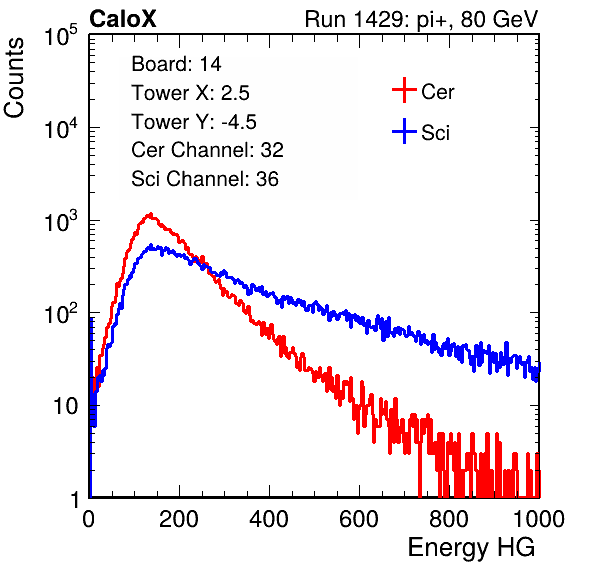 CaloX Run 1429: pi+, 80 GeV
Counts
10^5
10^4
10^3
10^2
10
1
Board: 14
Tower X: 2.5
Tower Y: -4.5
Cer Channel: 32
Sci Channel: 36
Cer
Sci
0 200 400 600 800 1000
Energy HG